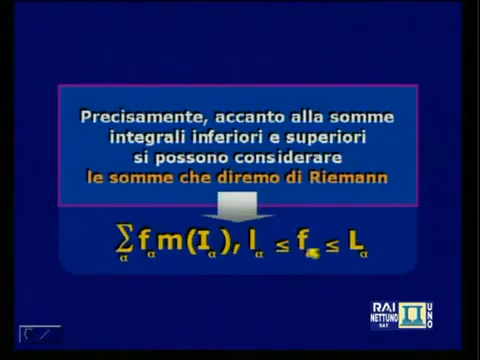 Precisamente, accanto alla somme
integrali inferiori e superiori
si possono considerare
le somme che diremo di Riemann
∑α fαm(Iα), lα ≤ fα ≤ Lα
RAI
NETTUNO
SAT
UNO